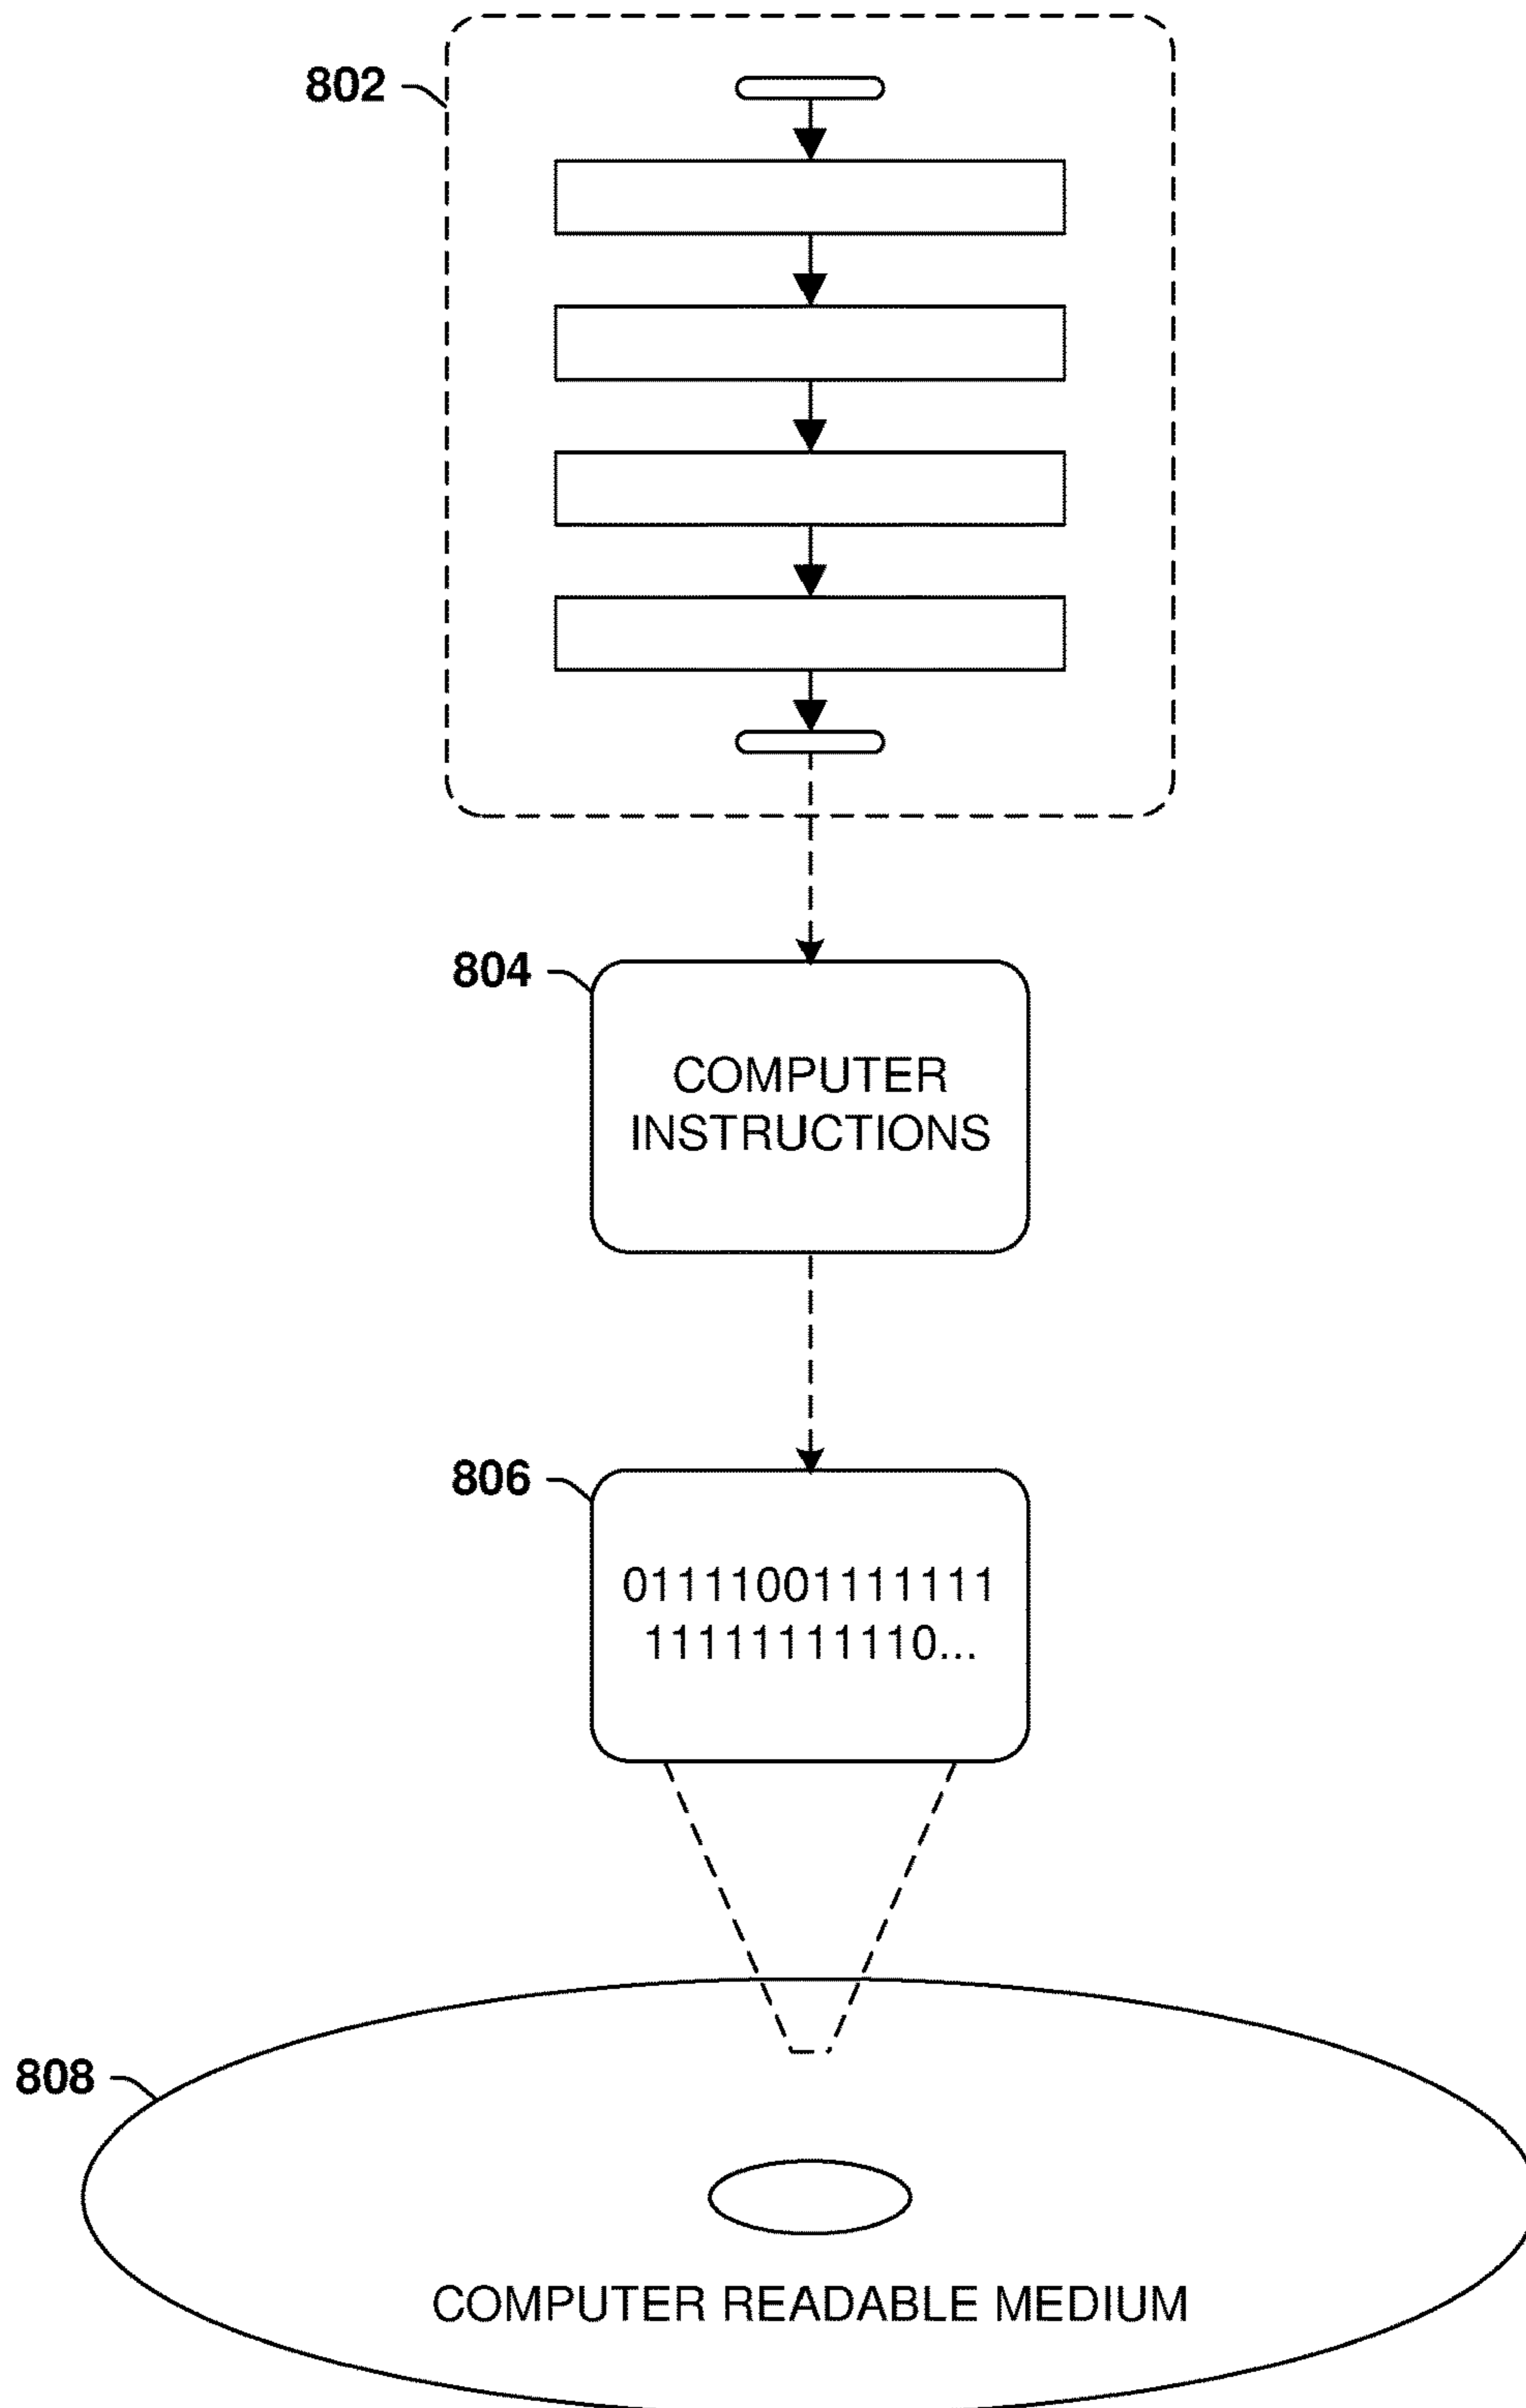 802
804
COMPUTER
INSTRUCTIONS
806
01111001111111
11111111110...
808
COMPUTER READABLE MEDIUM